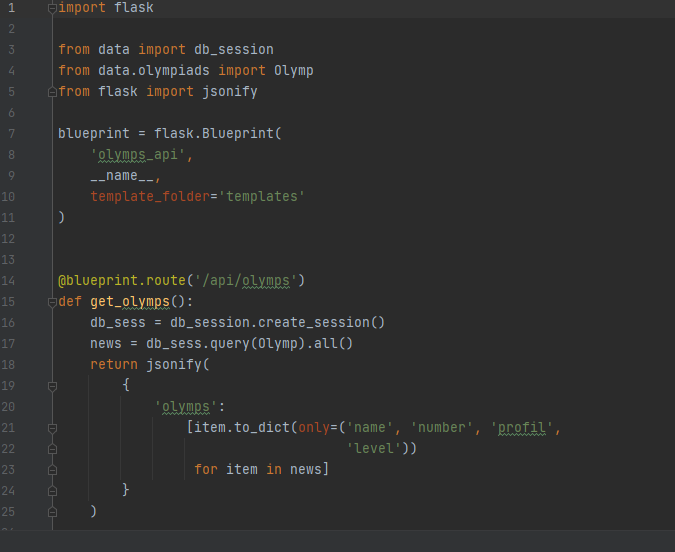 1 import flask
2
3 from data import db_session
4 from data.olympiads import Olymp
5 from flask import jsonify
6
7 blueprint = flask.Blueprint(
8     'olymps_api',
9     __name__,
10     template_folder='templates'
11 )
12
13
14 @blueprint.route('/api/olymps')
15 def get_olymps():
16     db_sess = db_session.create_session()
17     news = db_sess.query(Olymp).all()
18     return jsonify(
19         {
20             'olymps':
21                 [item.to_dict(only=('name', 'number', 'profil',
22                                     'level'))
23                  for item in news]
24         }
25     )